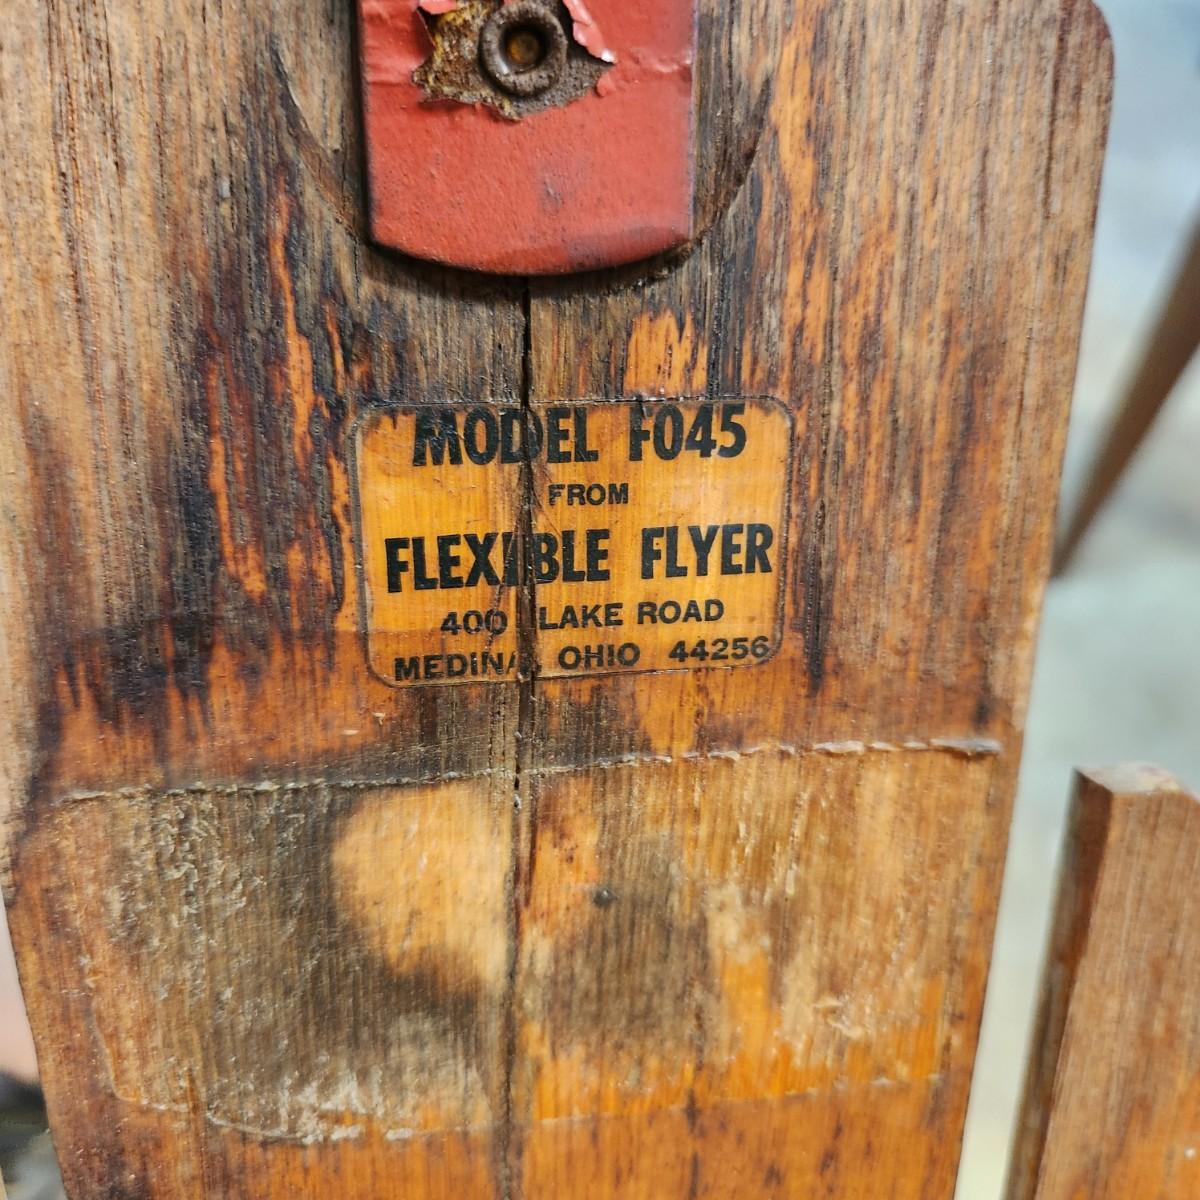 MODEL F045
FROM
FLEXIBLE FLYER
400 LAKE ROAD
MEDINA, OHIO 44256